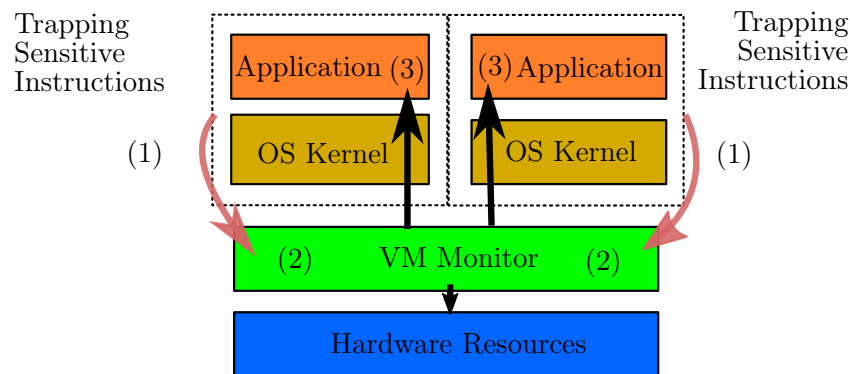 Trapping
Sensitive
Instructions
Trapping
Sensitive
Instructions
Application (3)
(3) Application
(1)
OS Kernel
OS Kernel
(1)
(2) VM Monitor (2)
Hardware Resources